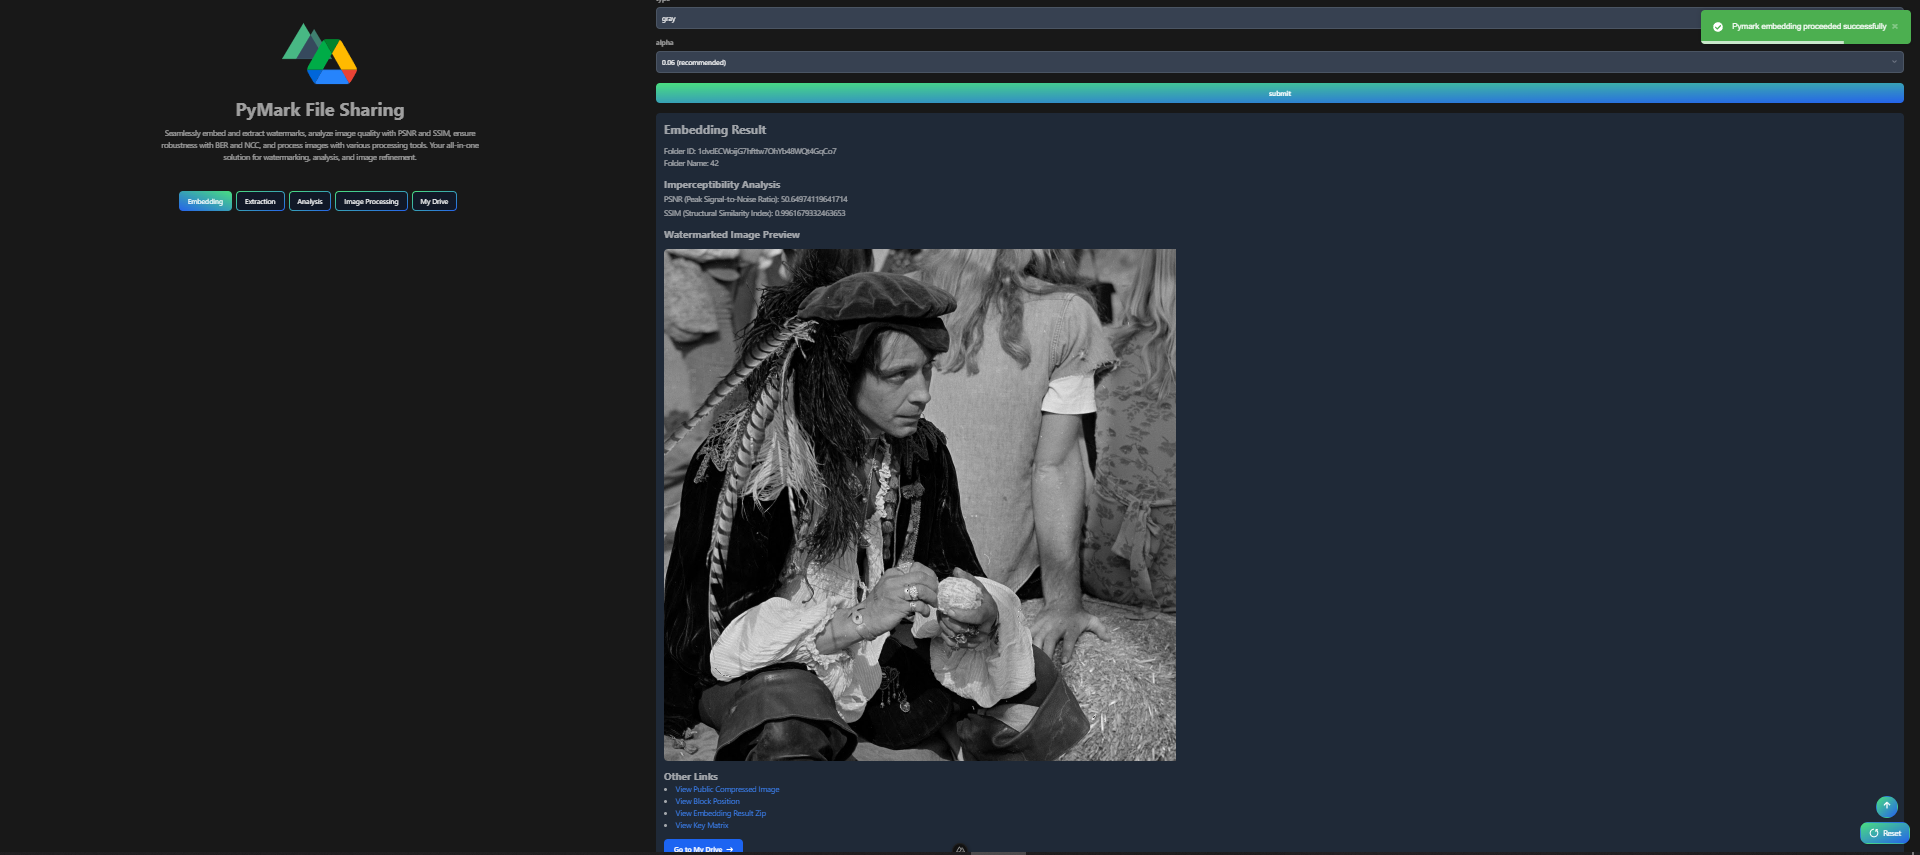 PyMark File Sharing
Seamlessly embed and extract watermarks, analyze image quality with PSNR and SSIM, ensure
robustness with BER and NCC, and process images with various processing tools. Your all-in-one
solution for watermarking, analysis, and image refinement.
Embedding
Extraction
Analysis
Image Processing
My Drive
gray
alpha
0.06 (recommended)
submit
Pymark embedding proceeded successfully
Embedding Result
Folder Name: 42
Imperceptibility Analysis
PSNR (Peak Signal-to-Noise Ratio): 50.64974119641714
SSIM (Structural Similarity Index): 0.9961679332463653
Watermarked Image Preview
Other Links
View Public Compressed Image
View Block Position
View Embedding Result Zip
View Key Matrix
Go to My Drive →
Reset